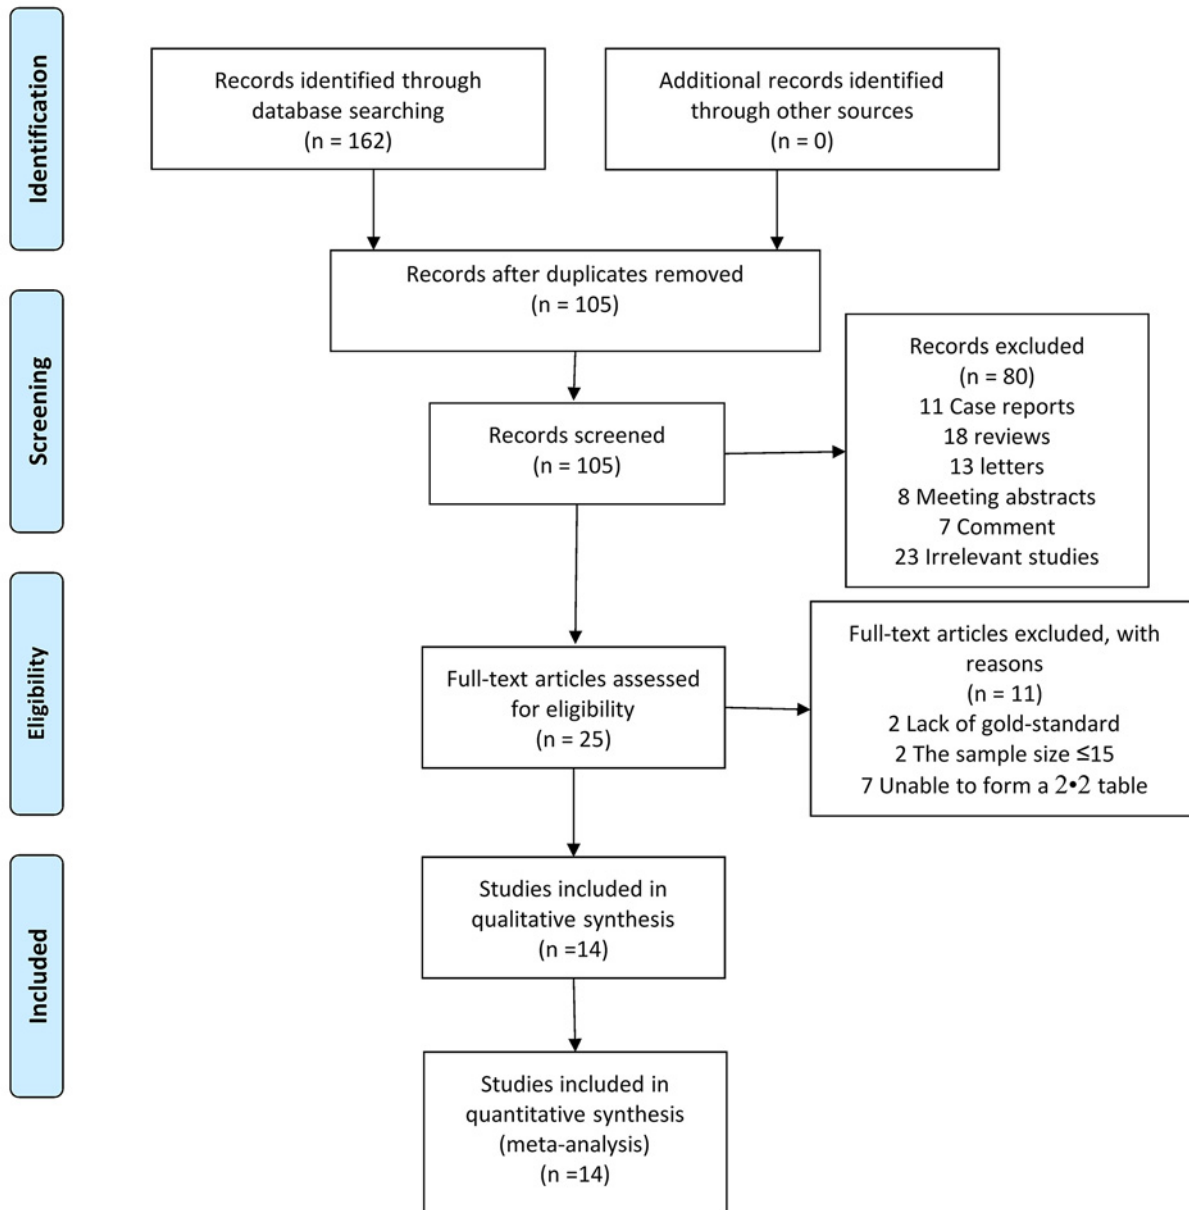 Identification
Records identified through
database searching
(n = 162)
Additional records identified
through other sources
(n = 0)
Records after duplicates removed
(n = 105)
Screening
Records screened
(n = 105)
Records excluded
(n = 80)
11 Case reports
18 reviews
13 letters
8 Meeting abstracts
7 Comment
23 Irrelevant studies
Eligibility
Full-text articles assessed
for eligibility
(n = 25)
Full-text articles excluded, with
reasons
(n = 11)
2 Lack of gold-standard
2 The sample size ≤15
7 Unable to form a 2•2 table
Included
Studies included in
qualitative synthesis
(n =14)
Studies included in
quantitative synthesis
(meta-analysis)
(n =14)